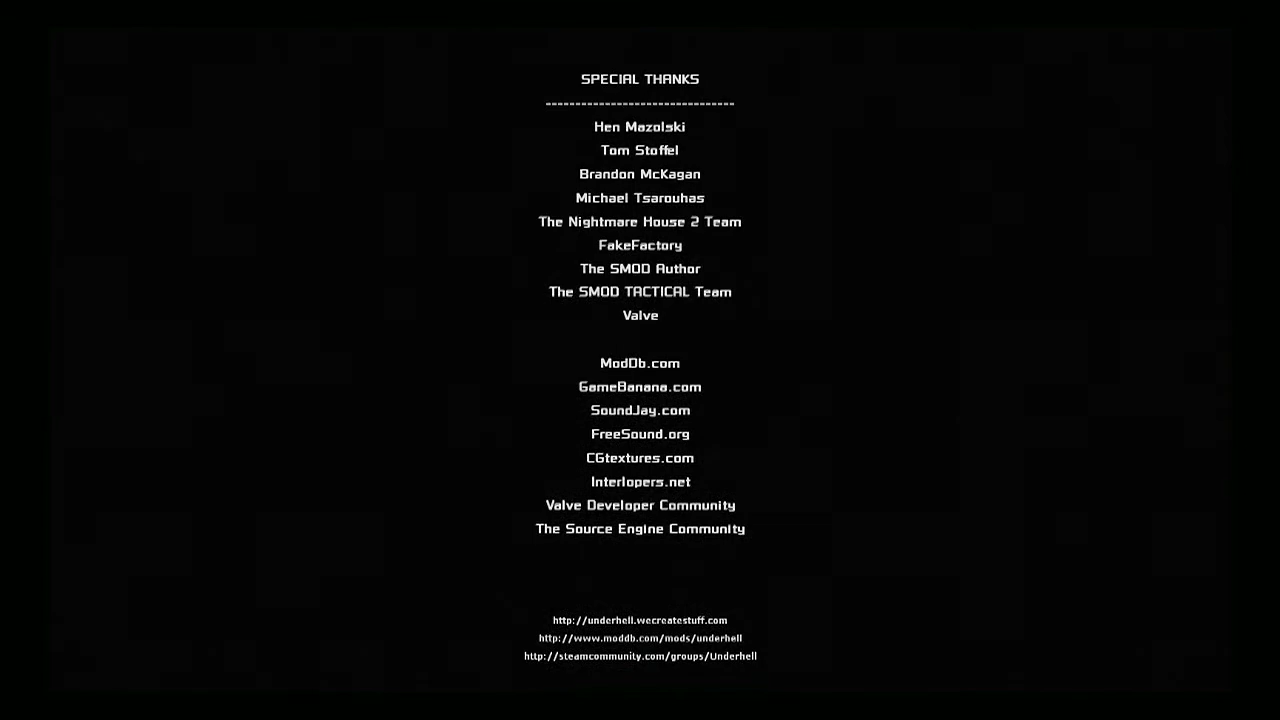 SPECIAL THANKS
--------------------------------
Hen Mazolski
Tom Stoffel
Brandon McKagan
Michael Tsarouhas
The Nightmare House 2 Team
FakeFactory
The SMOD Author
The SMOD TACTICAL Team
Valve
ModDb.com
GameBanana.com
SoundJay.com
FreeSound.org
CGtextures.com
Interlopers.net
Valve Developer Community
The Source Engine Community
http://underhell.wecreatestuff.com
http://www.moddb.com/mods/underhell
http://steamcommunity.com/groups/Underhell